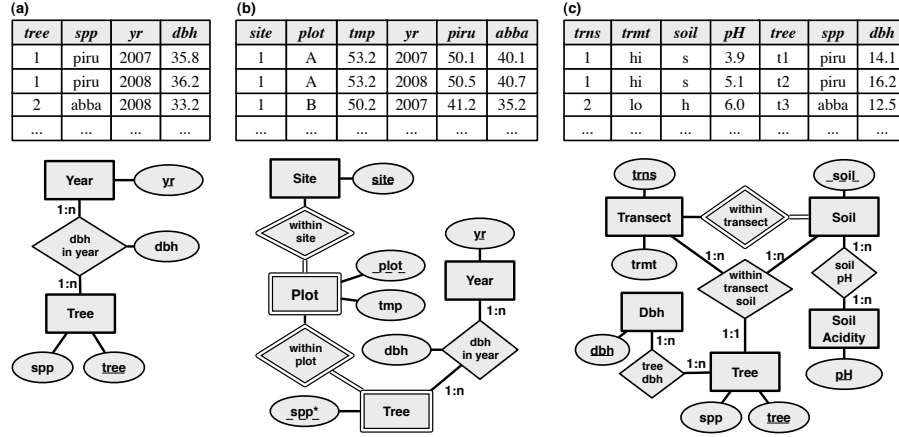 (a)
tree spp yr dbh
1 piru 2007 35.8
1 piru 2008 36.2
2 abba 2008 33.2
... ... ... ...
Year
yr
1:n
dbh
in year
dbh
1:n
Tree
spp
tree
(b)
site plot tmp yr piru abba
1 A 53.2 2007 50.1 40.1
1 A 53.2 2008 50.5 40.7
1 B 50.2 2007 41.2 35.2
... ... ... ... ... ...
Site
site
within
site
yr
plot
Plot
Year
tmp
1:n
within
plot
dbh
dbh
in year
1:n
spp*
Tree
(c)
trns trmt soil pH tree spp dbh
1 hi s 3.9 t1 piru 14.1
1 hi s 5.1 t2 piru 16.2
2 lo h 6.0 t3 abba 12.5
... ... ... ... ... ... ...
trns
soil
Transect
within
transect
Soil
1:n
1:n
1:n
trmt
soil
pH
within
transect
soil
1:n
Dbh
Soil
Acidity
1:n
1:1
dbh
tree
dbh
1:n
Tree
pH
spp
tree